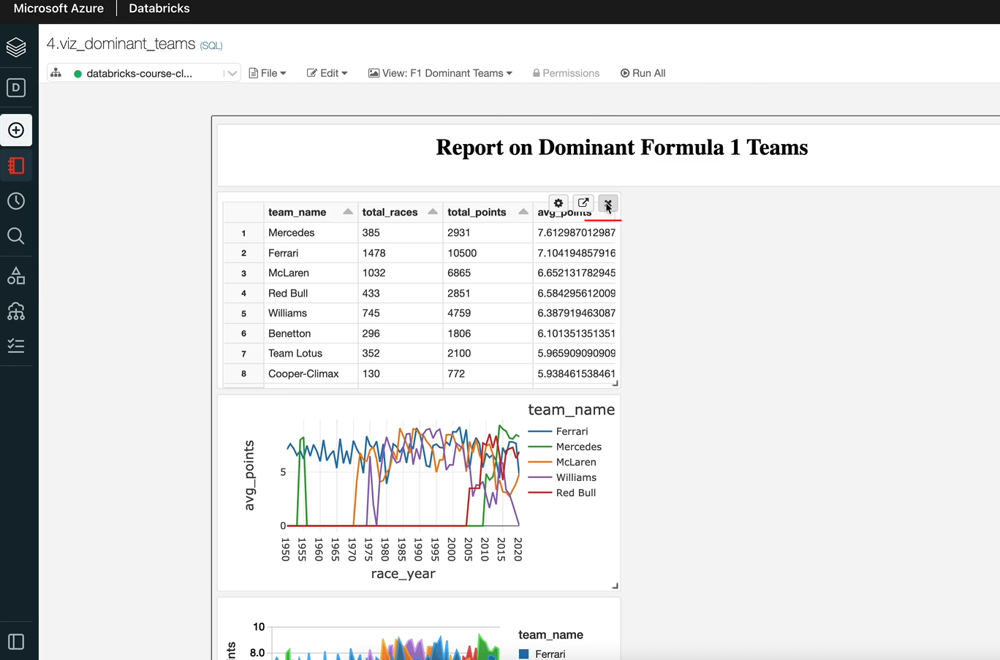 Microsoft Azure | Databricks
4.viz_dominant_teams (SQL)
databricks-course-cl... File Edit View: F1 Dominant Teams Permissions Run All
D
Report on Dominant Formula 1 Teams
team_name total_races total_points avg_points
1 Mercedes 385 2931 7.612987012987
2 Ferrari 1478 10500 7.104194857916
3 McLaren 1032 6865 6.652131782945
4 Red Bull 433 2851 6.584295612009
5 Williams 745 4759 6.387919463087
6 Benetton 296 1806 6.101351351351
7 Team Lotus 352 2100 5.965909090909
8 Cooper-Climax 130 772 5.938461538461
team_name
Ferrari
Mercedes
McLaren
Williams
Red Bull
avg_points
5
0
1950 1955 1960 1965 1970 1975 1980 1985 1990 1995 2000 2005 2010 2015 2020
race_year
10
8.0
nts
team_name
Ferrari